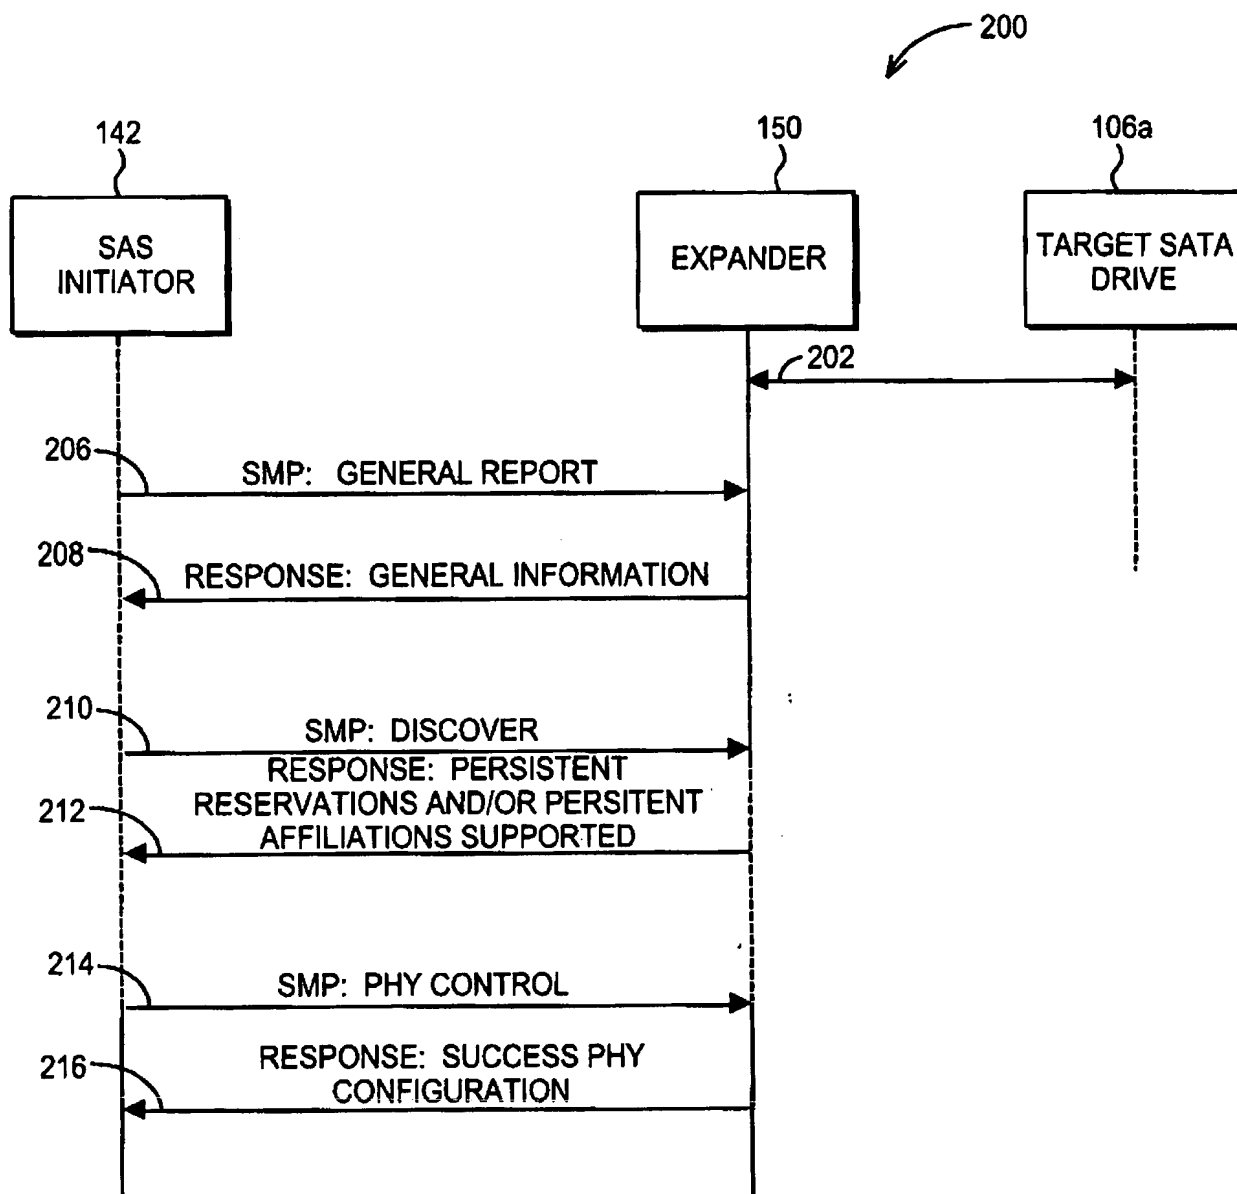 200
142
150
106a
SAS
INITIATOR
EXPANDER
TARGET SATA
DRIVE
202
206
SMP: GENERAL REPORT
208
RESPONSE: GENERAL INFORMATION
210
SMP: DISCOVER
RESPONSE: PERSISTENT
RESERVATIONS AND/OR PERSITENT
AFFILIATIONS SUPPORTED
212
214
SMP: PHY CONTROL
RESPONSE: SUCCESS PHY
CONFIGURATION
216